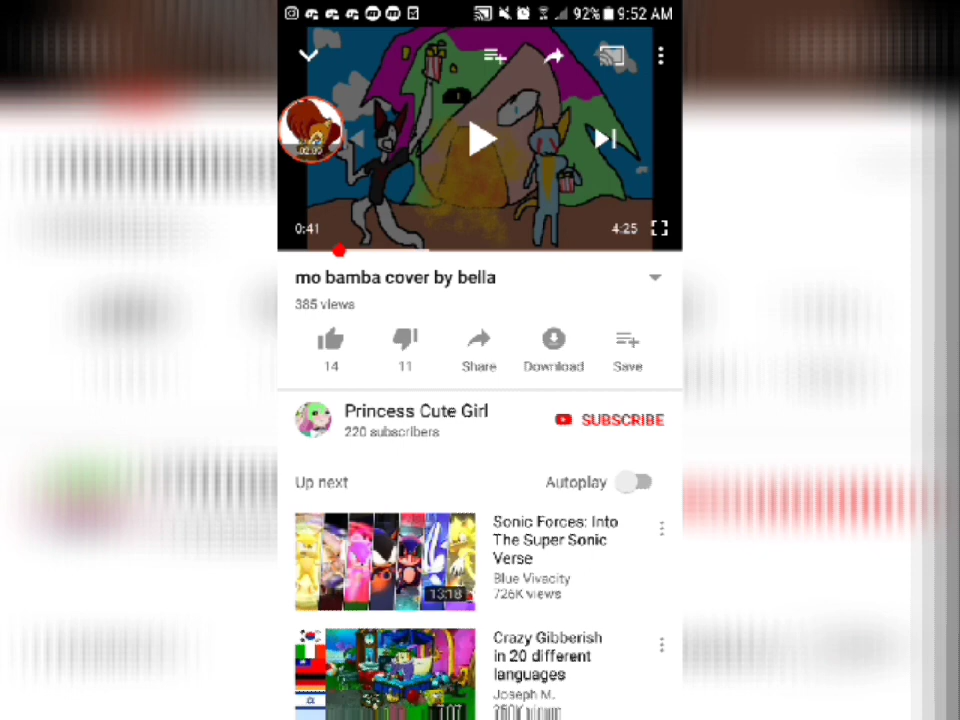 92% 9:52 AM
02:09
0:41 4:25
mo bamba cover by bella
385 views
14 11 Share Download Save
Princess Cute Girl
220 subscribers
SUBSCRIBE
Up next Autoplay
Sonic Forces: Into
The Super Sonic
Verse
Blue Vivacity
726K views
13:18
Crazy Gibberish
in 20 different
languages
Joseph M.